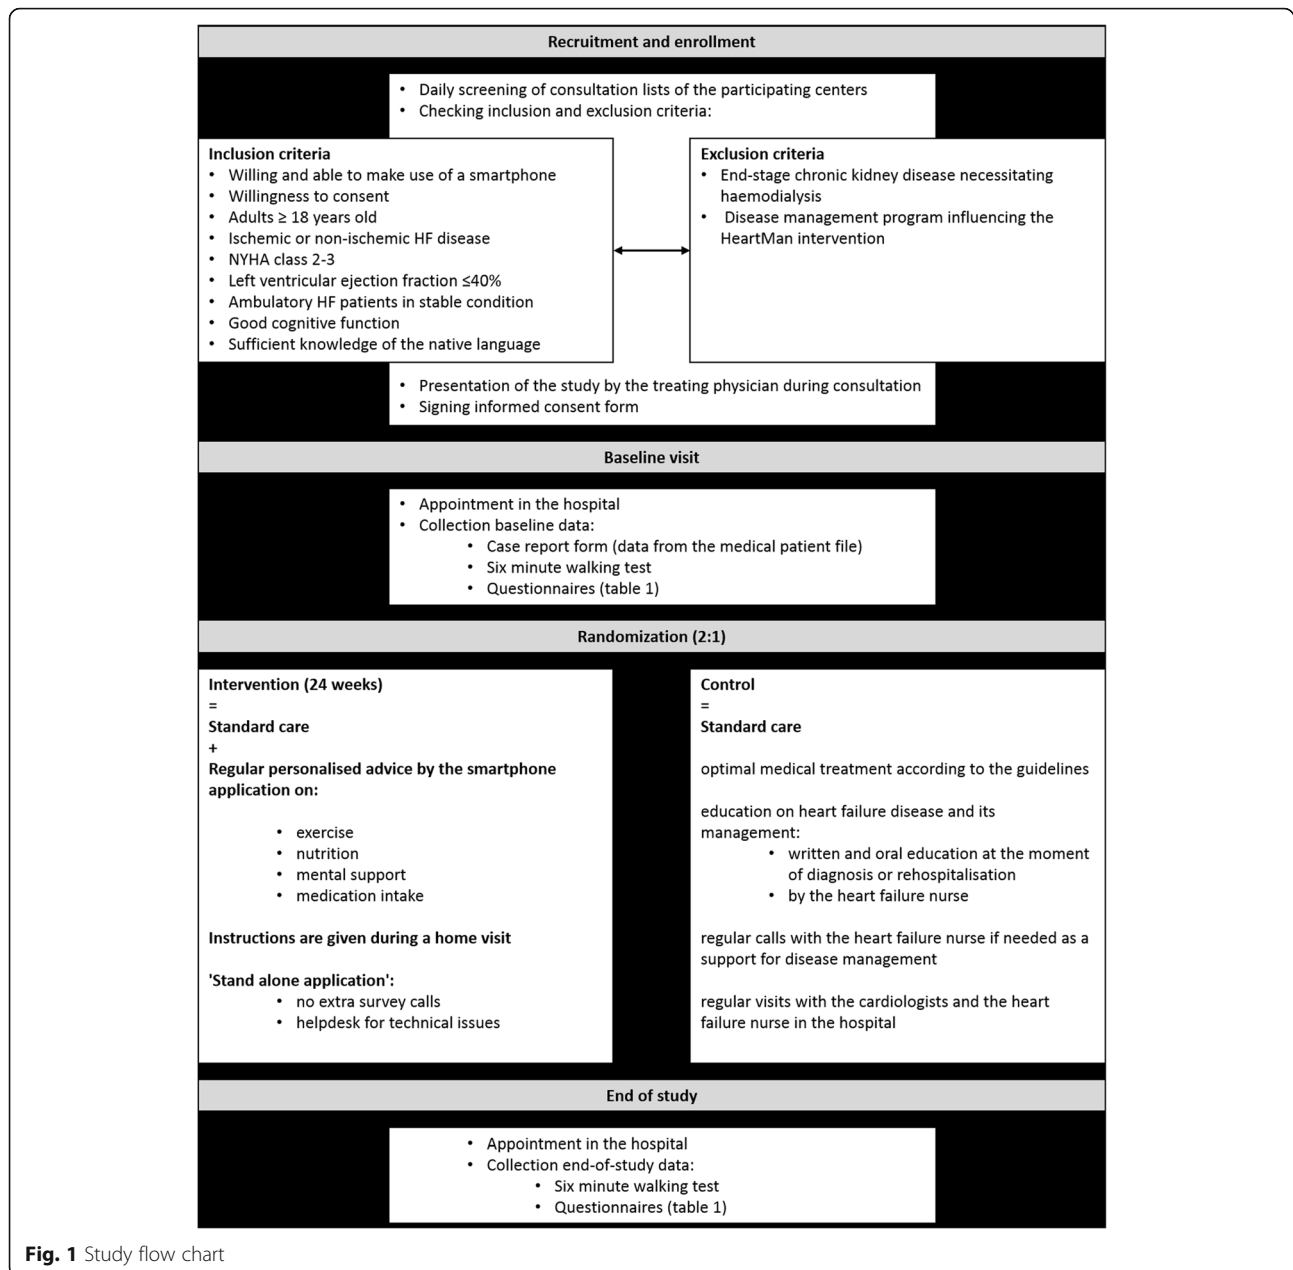 Recruitment and enrollment
• Daily screening of consultation lists of the participating centers
• Checking inclusion and exclusion criteria:
Inclusion criteria
• Willing and able to make use of a smartphone
• Willingness to consent
• Adults ≥ 18 years old
• Ischemic or non-ischemic HF disease
• NYHA class 2-3
• Left ventricular ejection fraction ≤40%
• Ambulatory HF patients in stable condition
• Good cognitive function
• Sufficient knowledge of the native language
Exclusion criteria
• End-stage chronic kidney disease necessitating
haemodialysis
• Disease management program influencing the
HeartMan intervention
• Presentation of the study by the treating physician during consultation
• Signing informed consent form
Baseline visit
• Appointment in the hospital
• Collection baseline data:
• Case report form (data from the medical patient file)
• Six minute walking test
• Questionnaires (table 1)
Randomization (2:1)
Intervention (24 weeks)
=
Standard care
+
Regular personalised advice by the smartphone
application on:
• exercise
• nutrition
• mental support
• medication intake
Instructions are given during a home visit
'Stand alone application':
• no extra survey calls
• helpdesk for technical issues
Control
=
Standard care
optimal medical treatment according to the guidelines
education on heart failure disease and its
management:
• written and oral education at the moment
of diagnosis or rehospitalisation
• by the heart failure nurse
regular calls with the heart failure nurse if needed as a
support for disease management
regular visits with the cardiologists and the heart
failure nurse in the hospital
End of study
• Appointment in the hospital
• Collection end-of-study data:
• Six minute walking test
• Questionnaires (table 1)
Fig. 1 Study flow chart